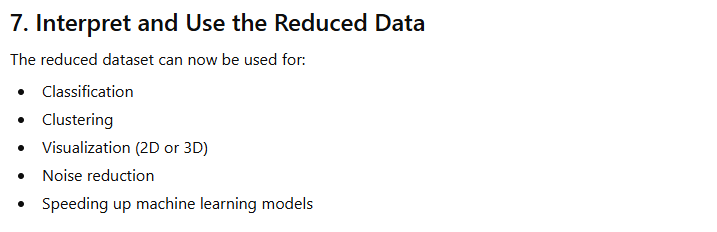 7. Interpret and Use the Reduced Data
The reduced dataset can now be used for:
• Classification
• Clustering
• Visualization (2D or 3D)
• Noise reduction
• Speeding up machine learning models